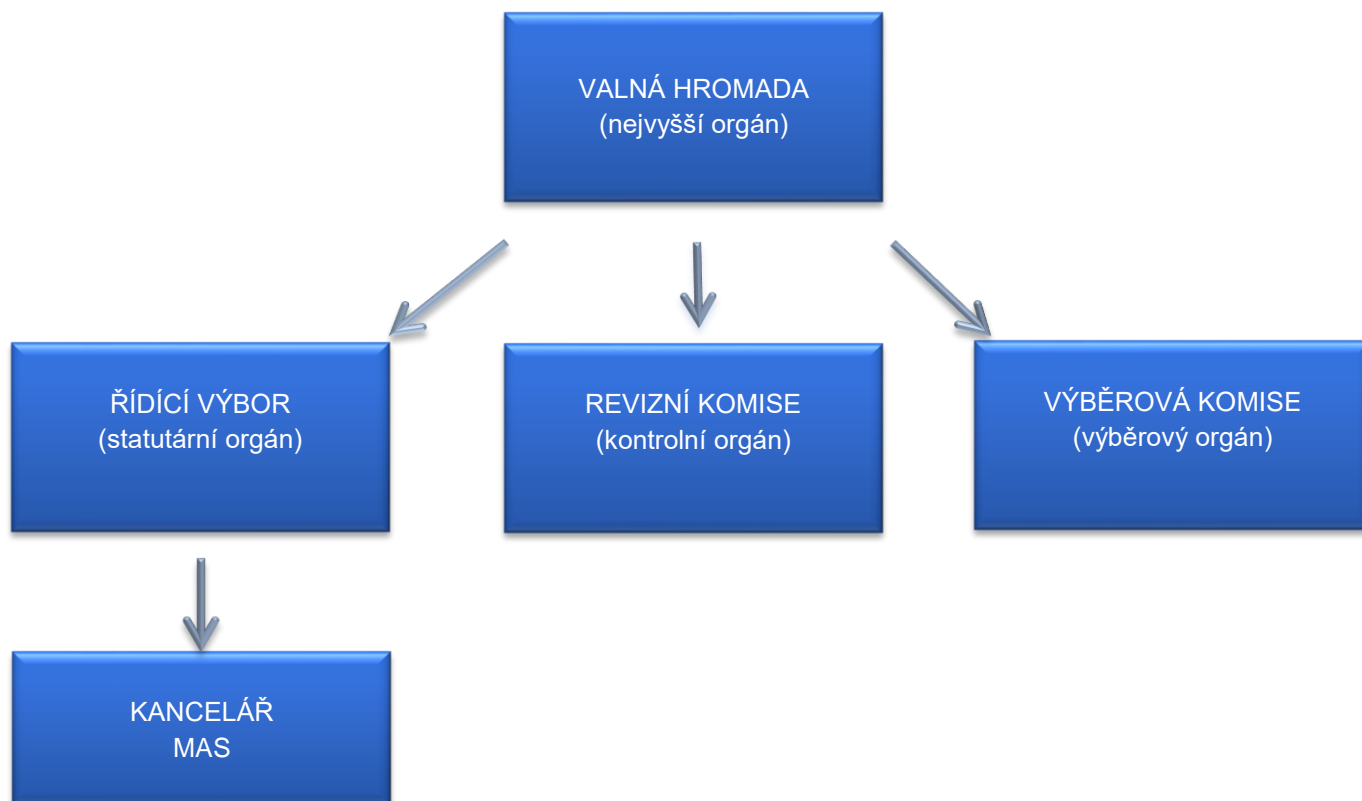 VALNÁ HROMADA
(nejvyšší orgán)
ŘÍDÍCÍ VÝBOR
(statutární orgán)
REVIZNÍ KOMISE
(kontrolní orgán)
VÝBĚROVÁ KOMISE
(výběrový orgán)
KANCELÁŘ
MAS